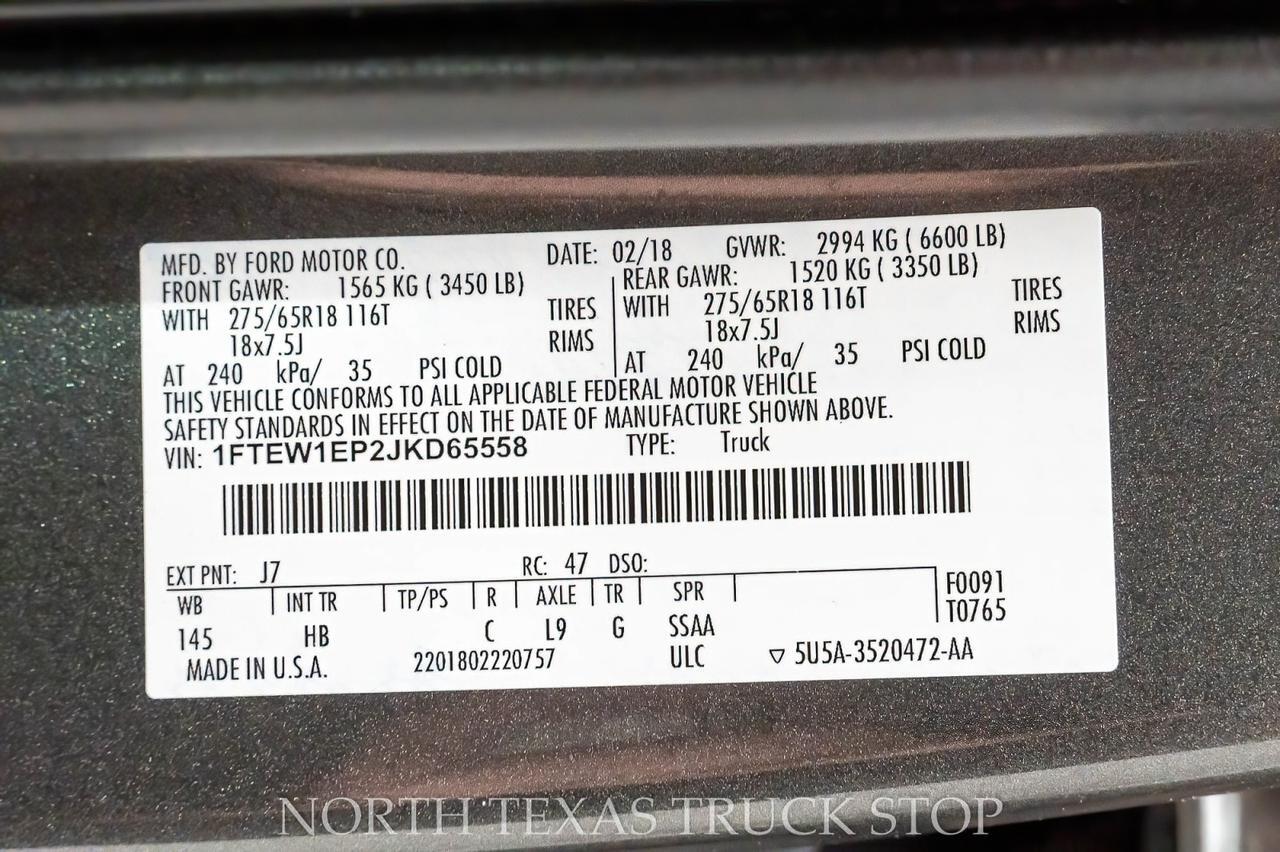 MFD. BY FORD MOTOR CO. DATE: 02/18 GVWR: 2994 KG ( 6600 LB)
FRONT GAWR: 1565 KG ( 3450 LB) REAR GAWR: 1520 KG ( 3350 LB)
WITH 275/65R18 116T TIRES WITH 275/65R18 116T TIRES
18x7.5J RIMS 18x7.5J RIMS
AT 240 kPa/ 35 PSI COLD AT 240 kPa/ 35 PSI COLD
THIS VEHICLE CONFORMS TO ALL APPLICABLE FEDERAL MOTOR VEHICLE
SAFETY STANDARDS IN EFFECT ON THE DATE OF MANUFACTURE SHOWN ABOVE.
VIN: 1FTEW1EP2JKD65558 TYPE: Truck
EXT PNT: J7 RC: 47 DSO:
WB INT TR TP/PS R AXLE TR SPR F0091
T0765
145 HB C L9 G SSAA
MADE IN U.S.A. 2201802220757 ULC ▽ 5U5A-3520472-AA
NORTH TEXAS TRUCK STOP